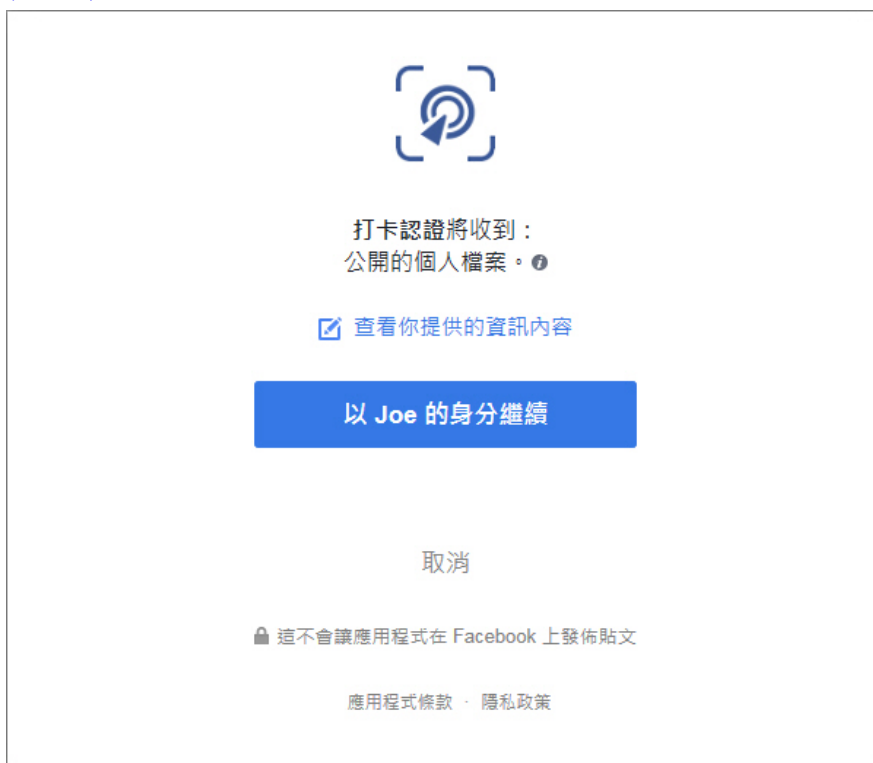 打卡認證將收到：
公開的個人檔案。
查看你提供的資訊內容
以 Joe 的身分繼續
取消
這不會讓應用程式在 Facebook 上發佈貼文
應用程式條款 · 隱私政策